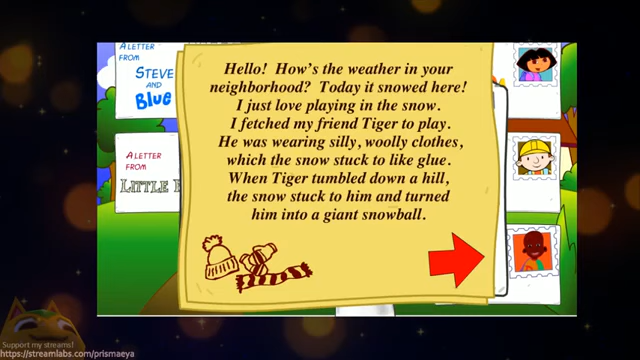 A LETTER
FROM
STEVE
AND
Blue
A LETTER
FROM
LITTLE
Hello! How's the weather in your
neighborhood? Today it snowed here!
I just love playing in the snow.
I fetched my friend Tiger to play.
He was wearing silly, woolly clothes,
which the snow stuck to like glue.
When Tiger tumbled down a hill,
the snow stuck to him and turned
him into a giant snowball.
Support my streams!
https://streamlabs.com/prismaeya